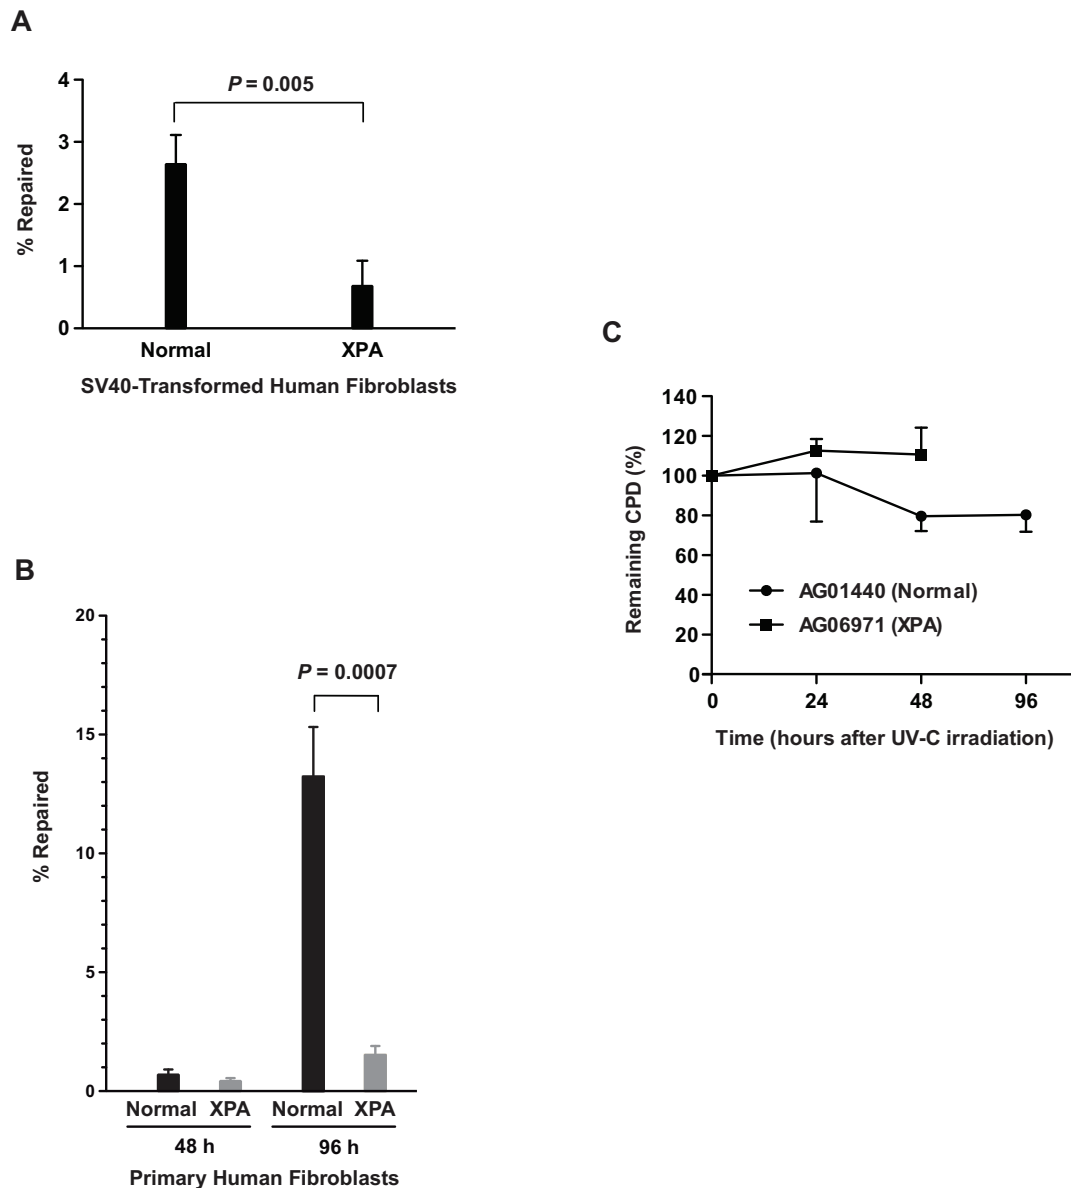 A
4
3
2
1
0
% Repaired
P = 0.005
Normal XPA
SV40-Transformed Human Fibroblasts
B
20
15
10
5
0
% Repaired
P = 0.0007
Normal XPA Normal XPA
48 h 96 h
Primary Human Fibroblasts
C
140
120
100
80
60
40
20
0
Remaining CPD (%)
AG01440 (Normal)
AG06971 (XPA)
0 24 48 96
Time (hours after UV-C irradiation)